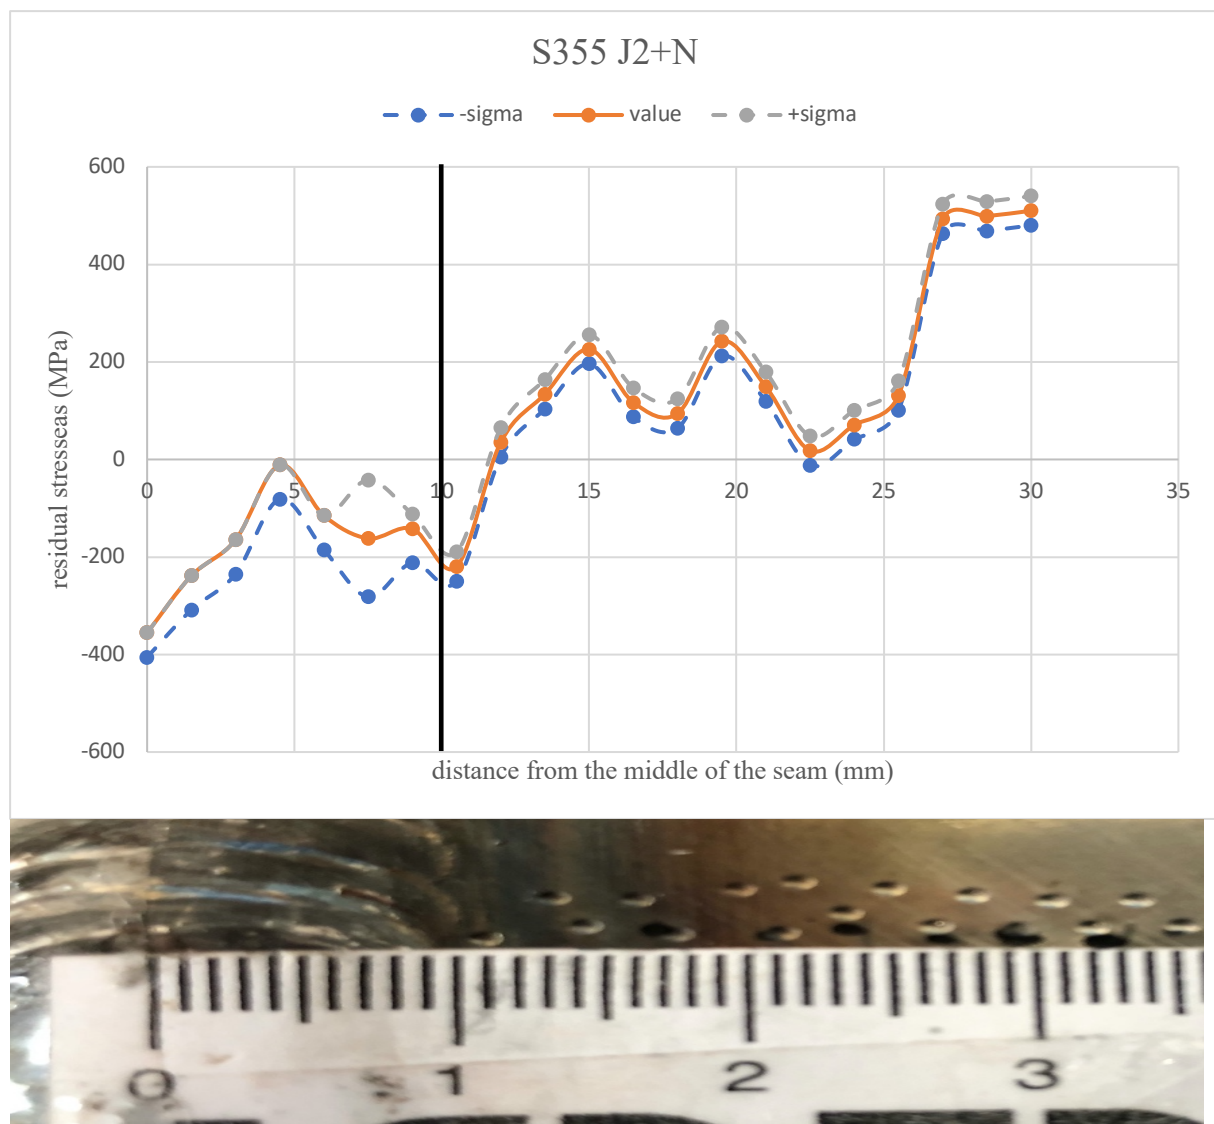 S355 J2+N
-sigma value +sigma
600
400
200
0
-200
-400
-600
0 5 10 15 20 25 30 35
residual stresseas (MPa)
distance from the middle of the seam (mm)
0 1 2 3